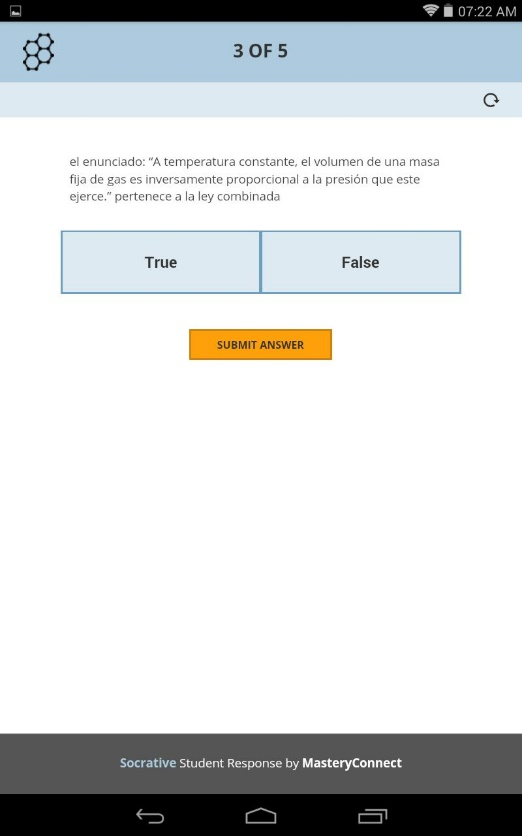 07:22 AM
3 OF 5
el enunciado: “A temperatura constante, el volumen de una masa
fija de gas es inversamente proporcional a la presión que este
ejerce.” pertenece a la ley combinada
True
False
SUBMIT ANSWER
Socrative Student Response by MasteryConnect